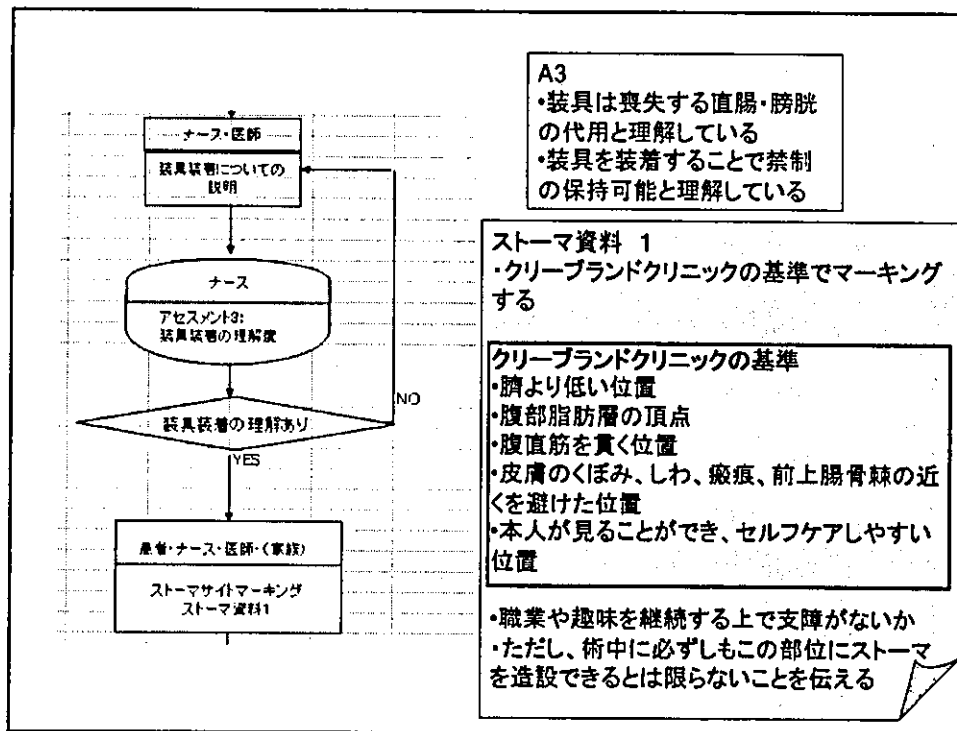 ナース・医師
装具装着についての
説明
ナース
アセスメント3:
装具装着の理解度
装具装着の理解あり
NO
YES
患者・ナース・医師・(家族)
ストーマサイトマーキング
ストーマ資料1
A3
・装具は喪失する直腸・膀胱
の代用と理解している
・装具を装着することで禁制
の保持可能と理解している
ストーマ資料 1
・クリーブランドクリニックの基準でマーキング
する
クリーブランドクリニックの基準
・臍より低い位置
・腹部脂肪層の頂点
・腹直筋を貫く位置
・皮膚のくぼみ、しわ、瘢痕、前上腸骨棘の近
くを避けた位置
・本人が見ることができ、セルフケアしやすい
位置
・職業や趣味を継続する上で支障がないか
・ただし、術中に必ずしもこの部位にストーマ
を造設できるとは限らないことを伝える